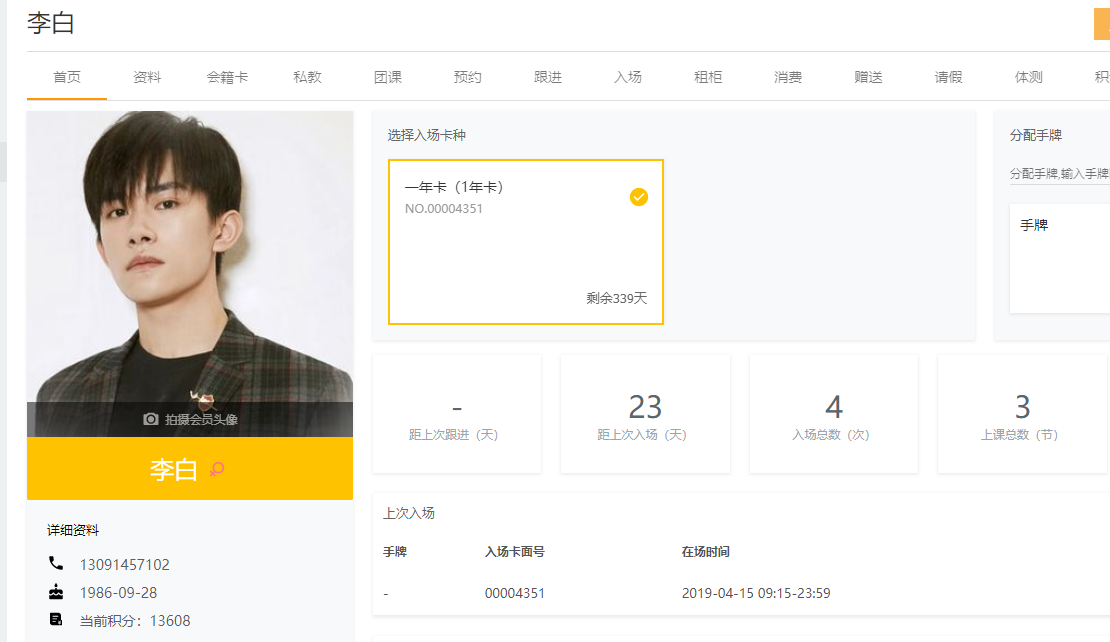 李白
首页 资料 会籍卡 私教 团课 预约 跟进 入场 租柜 消费 赠送 请假 体测
选择入场卡种
分配手牌
一年卡（1年卡）
NO.00004351
分配手牌,输入手牌
手牌
剩余339天
拍摄会员头像
- 23 4 3
距上次跟进（天） 距上次入场（天） 入场总数（次） 上课总数（节）
李白
上次入场
详细资料
手牌 入场卡面号 在场时间
13091457102
1986-09-28
- 00004351 2019-04-15 09:15-23:59
当前积分：13608